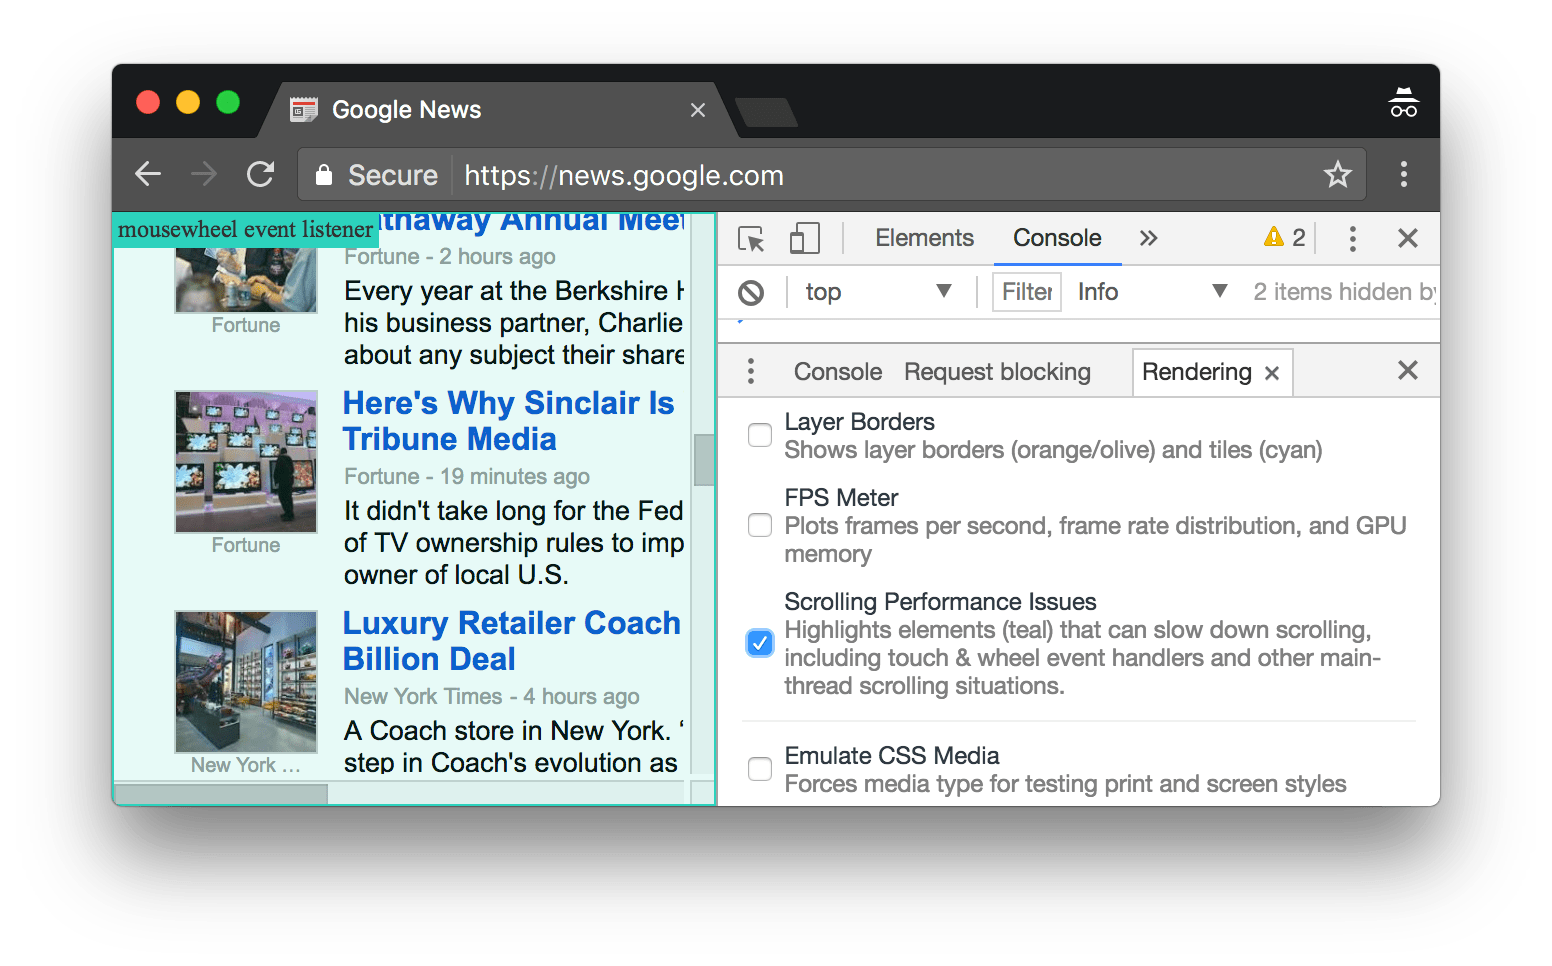 Google News
Secure https://news.google.com
mousewheel event listener
thaway Annual Meet
Fortune - 2 hours ago
Every year at the Berkshire H
his business partner, Charlie
about any subject their share
Fortune
Here's Why Sinclair Is
Tribune Media
Fortune - 19 minutes ago
It didn't take long for the Fed
of TV ownership rules to imp
owner of local U.S.
Fortune
Luxury Retailer Coach
Billion Deal
New York Times - 4 hours ago
A Coach store in New York. “
step in Coach's evolution as
New York ...
Elements Console » 2
top Filter Info 2 items hidden by
Console Request blocking Rendering
Layer Borders
Shows layer borders (orange/olive) and tiles (cyan)
FPS Meter
Plots frames per second, frame rate distribution, and GPU
memory
Scrolling Performance Issues
Highlights elements (teal) that can slow down scrolling,
including touch & wheel event handlers and other main-
thread scrolling situations.
Emulate CSS Media
Forces media type for testing print and screen styles